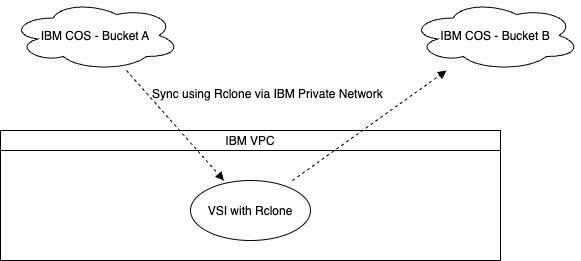 IBM COS - Bucket A
IBM COS - Bucket B
Sync using Rclone via IBM Private Network
IBM VPC
VSI with Rclone